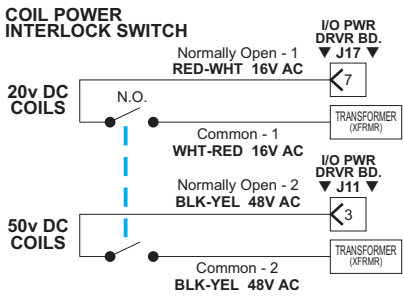 COIL POWER
INTERLOCK SWITCH
I/O PWR
DRVR BD.
▼ J17 ▼
Normally Open - 1
RED-WHT 16V AC
7
20v DC
COILS
N.O.
TRANSFORMER
(XFRMR)
Common - 1
WHT-RED 16V AC
I/O PWR
DRVR BD.
▼ J11 ▼
Normally Open - 2
BLK-YEL 48V AC
3
50v DC
COILS
TRANSFORMER
(XFRMR)
Common - 2
BLK-YEL 48V AC